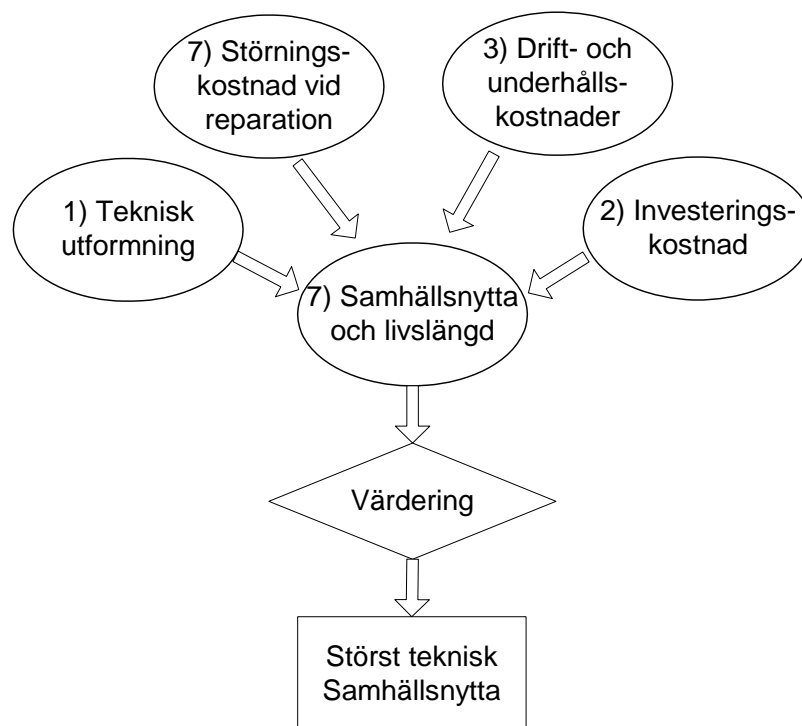 7) Störnings-
kostnad vid
reparation
3) Drift- och
underhålls-
kostnader
1) Teknisk
utformning
2) Investerings-
kostnad
7) Samhällsnytta
och livslängd
Värdering
Störst teknisk
Samhällsnytta